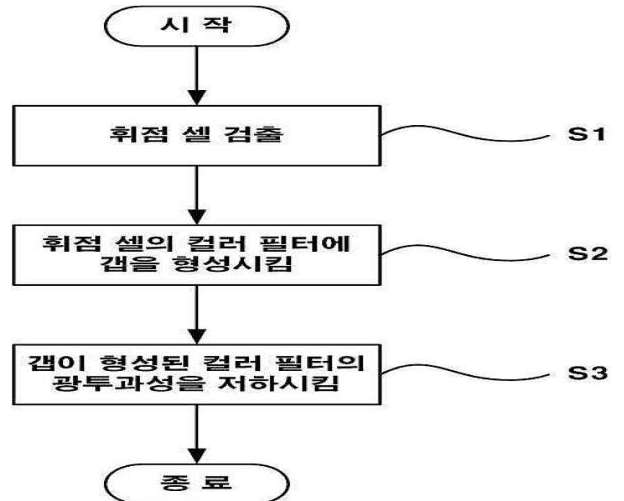 시 작
휘점 셀 검출
S1
휘점 셀의 컬러 필터에
갭을 형성시킴
S2
갭이 형성된 컬러 필터의
광투과성을 저하시킴
S3
종 료